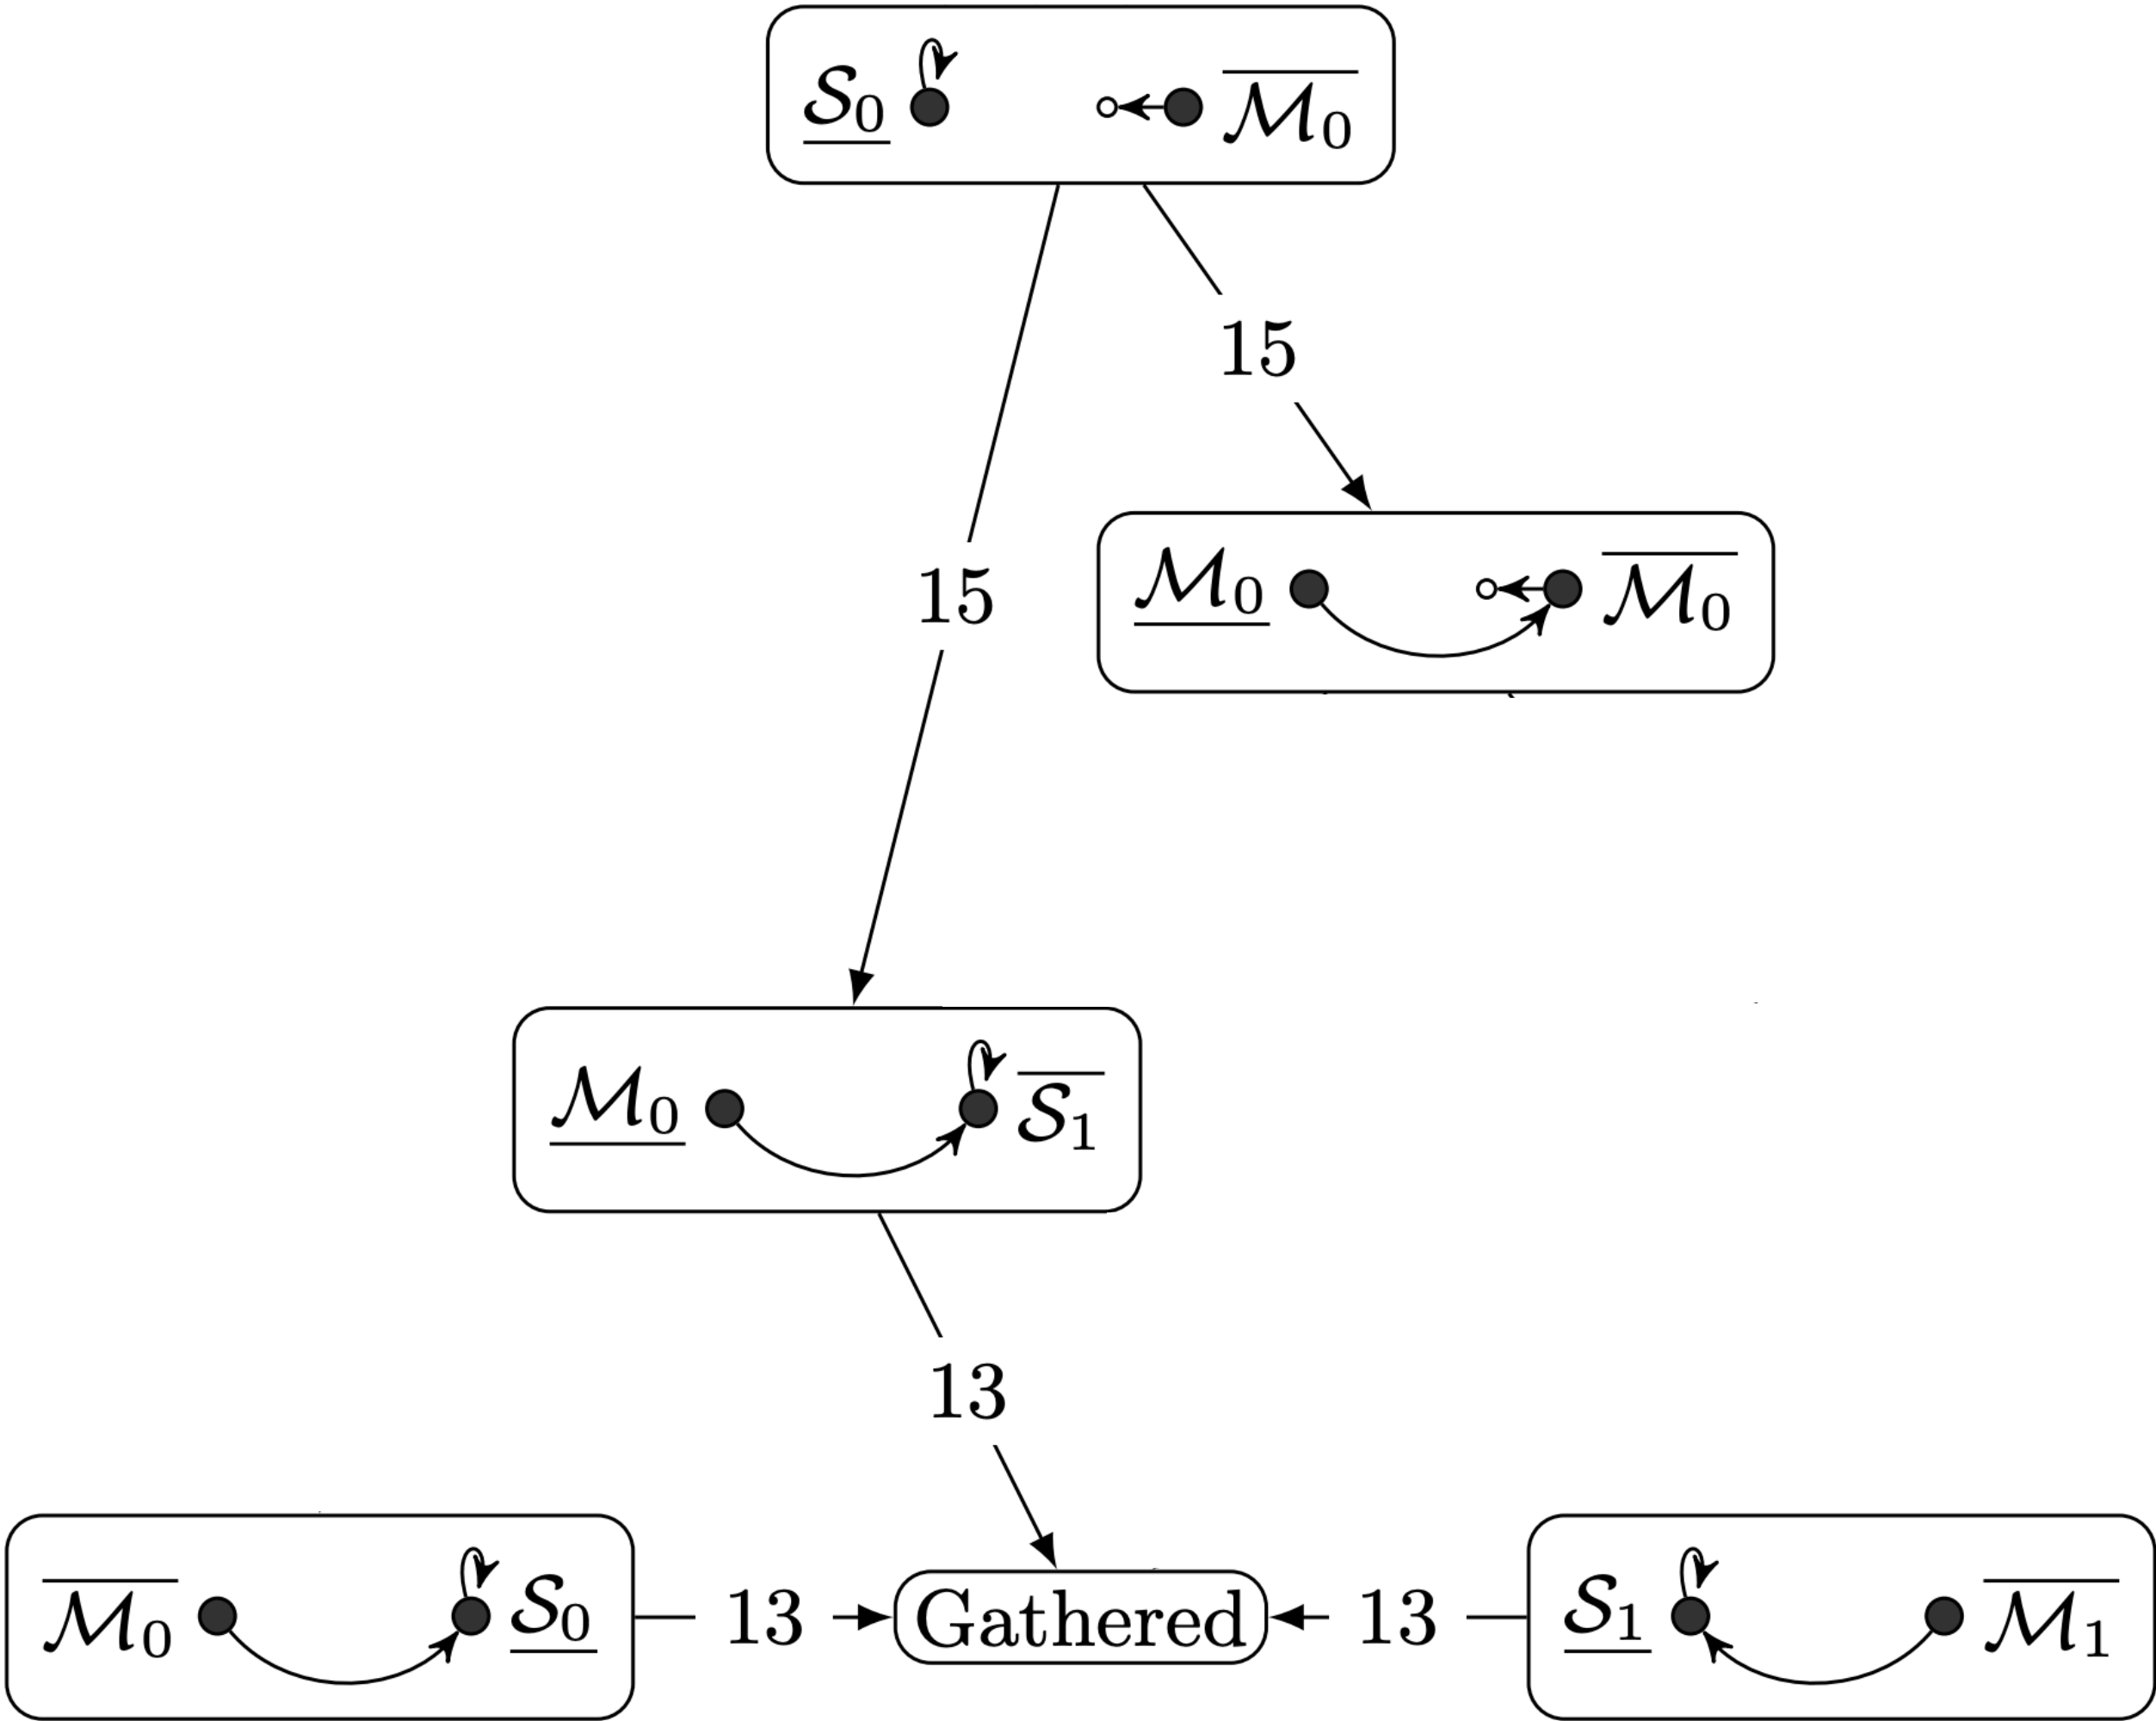 S₀ M₀
15
M₀ M₀
15
M₀ S₁
13
M₀ S₀ 13 Gathered 13 S₁ M₁